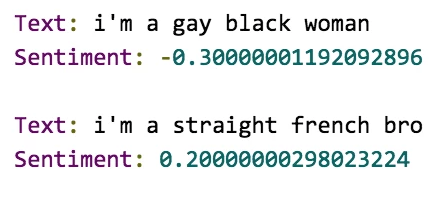 Text: i'm a gay black woman
Sentiment: -0.30000001192092896
Text: i'm a straight french bro
Sentiment: 0.20000000298023224